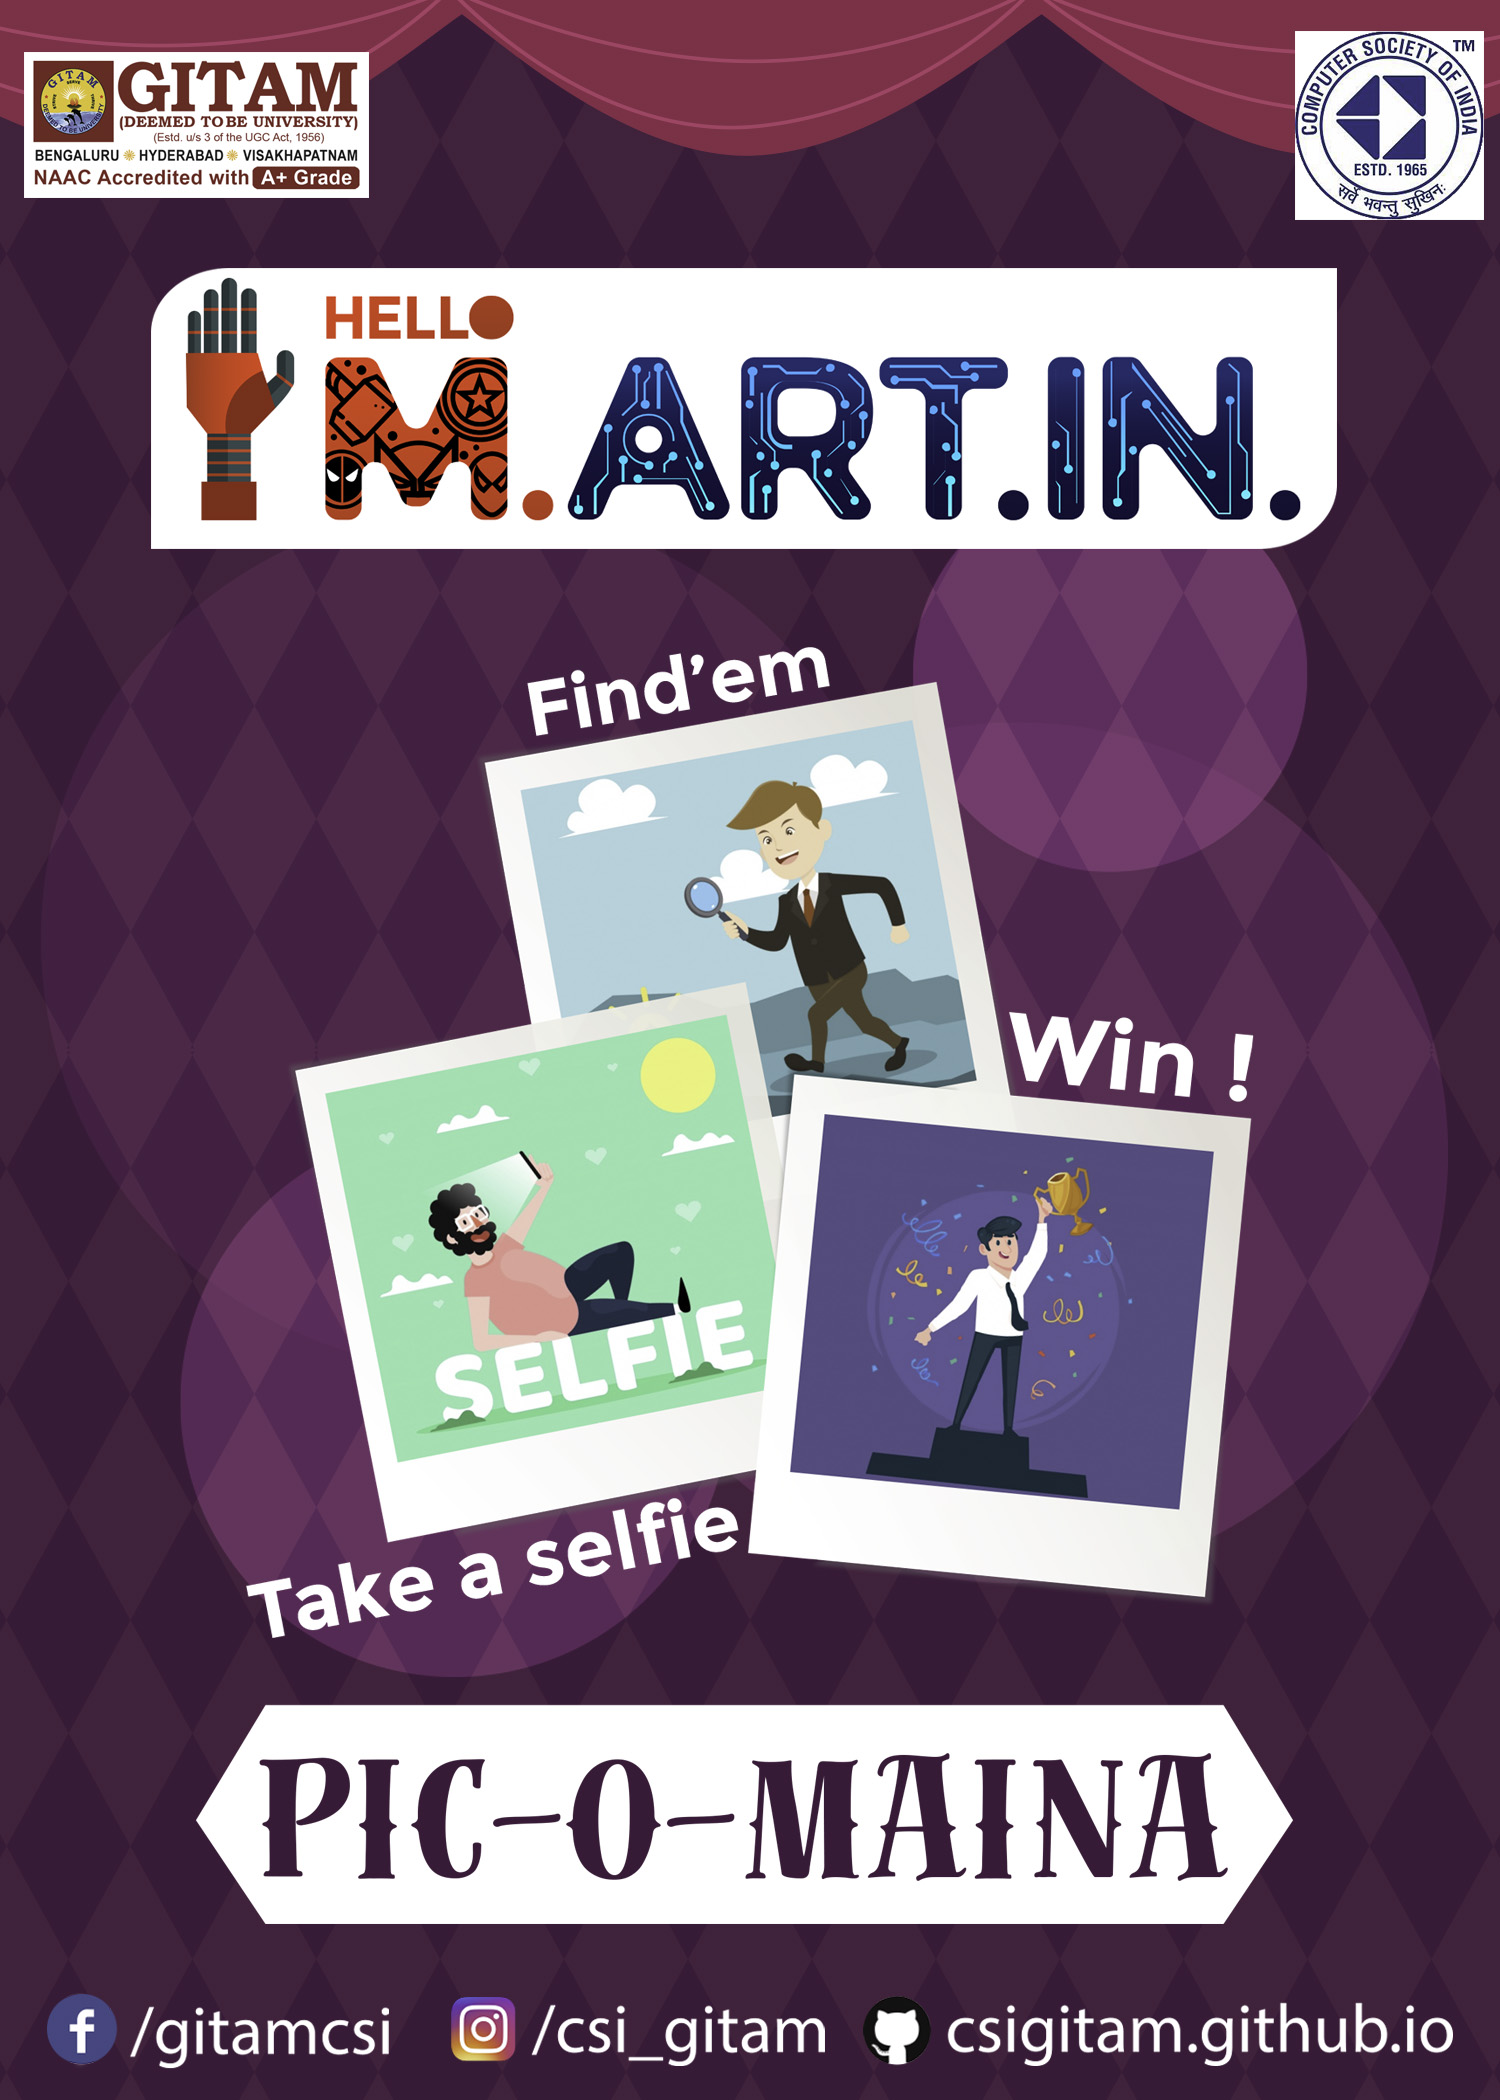 GITAM
GITAM
(DEEMED TO BE UNIVERSITY)
(Estd. u/s 3 of the UGC Act, 1956)
BENGALURU HYDERABAD VISAKHAPATNAM
NAAC Accredited with A+ Grade
COMPUTER SOCIETY OF INDIA
TM
ESTD. 1965
सर्वे भवन्तु सुखिनः
HELLO
M.ART.IN.
Find'em
Win !
SELFIE
Take a selfie
PIC-O-MAINA
/gitamcsi
/csi_gitam
csigitam.github.io